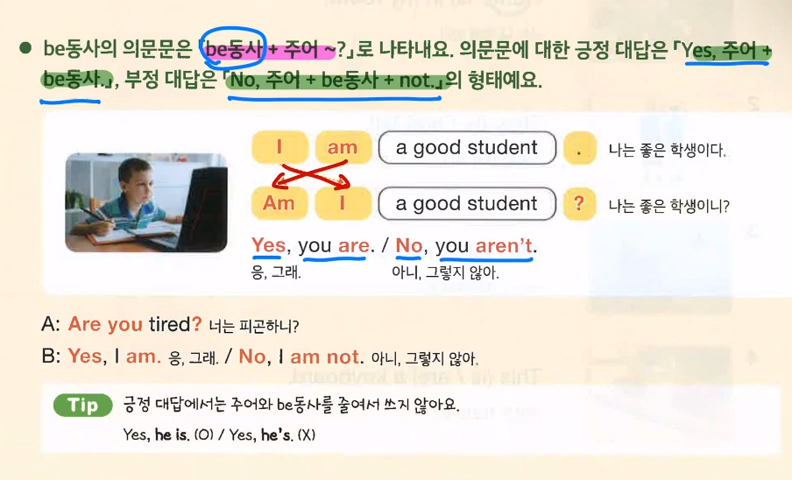 be동사의 의문문은 「be동사 + 주어 ~?」로 나타내요. 의문문에 대한 긍정 대답은 「Yes, 주어 +
be동사.」, 부정 대답은 「No, 주어 + be동사 + not.」의 형태예요.
I am a good student . 나는 좋은 학생이다.
Am I a good student ? 나는 좋은 학생이니?
Yes, you are. / No, you aren't.
응, 그래. 아니, 그렇지 않아.
A: Are you tired? 너는 피곤하니?
B: Yes, I am. 응, 그래. / No, I am not. 아니, 그렇지 않아.
Tip 긍정 대답에서는 주어와 be동사를 줄여서 쓰지 않아요.
Yes, he is. (O) / Yes, he's. (X)